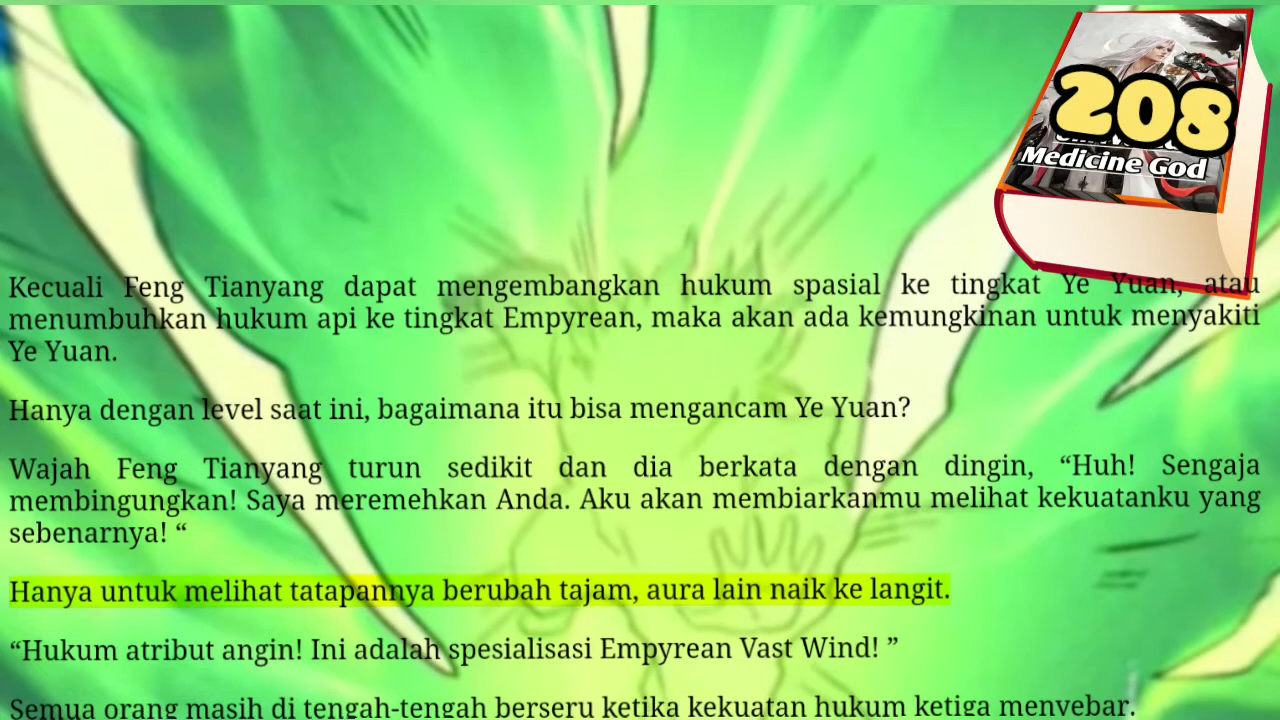 208
Medicine God
Kecuali Feng Tianyang dapat mengembangkan hukum spasial ke tingkat Ye Yuan, atau
menumbuhkan hukum api ke tingkat Empyrean, maka akan ada kemungkinan untuk menyakiti
Ye Yuan.
Hanya dengan level saat ini, bagaimana itu bisa mengancam Ye Yuan?
Wajah Feng Tianyang turun sedikit dan dia berkata dengan dingin, “Huh! Sengaja
membingungkan! Saya meremehkan Anda. Aku akan membiarkanmu melihat kekuatanku yang
sebenarnya! “
Hanya untuk melihat tatapannya berubah tajam, aura lain naik ke langit.
“Hukum atribut angin! Ini adalah spesialisasi Empyrean Vast Wind! ”
Semua orang masih di tengah-tengah berseru ketika kekuatan hukum ketiga menyebar.